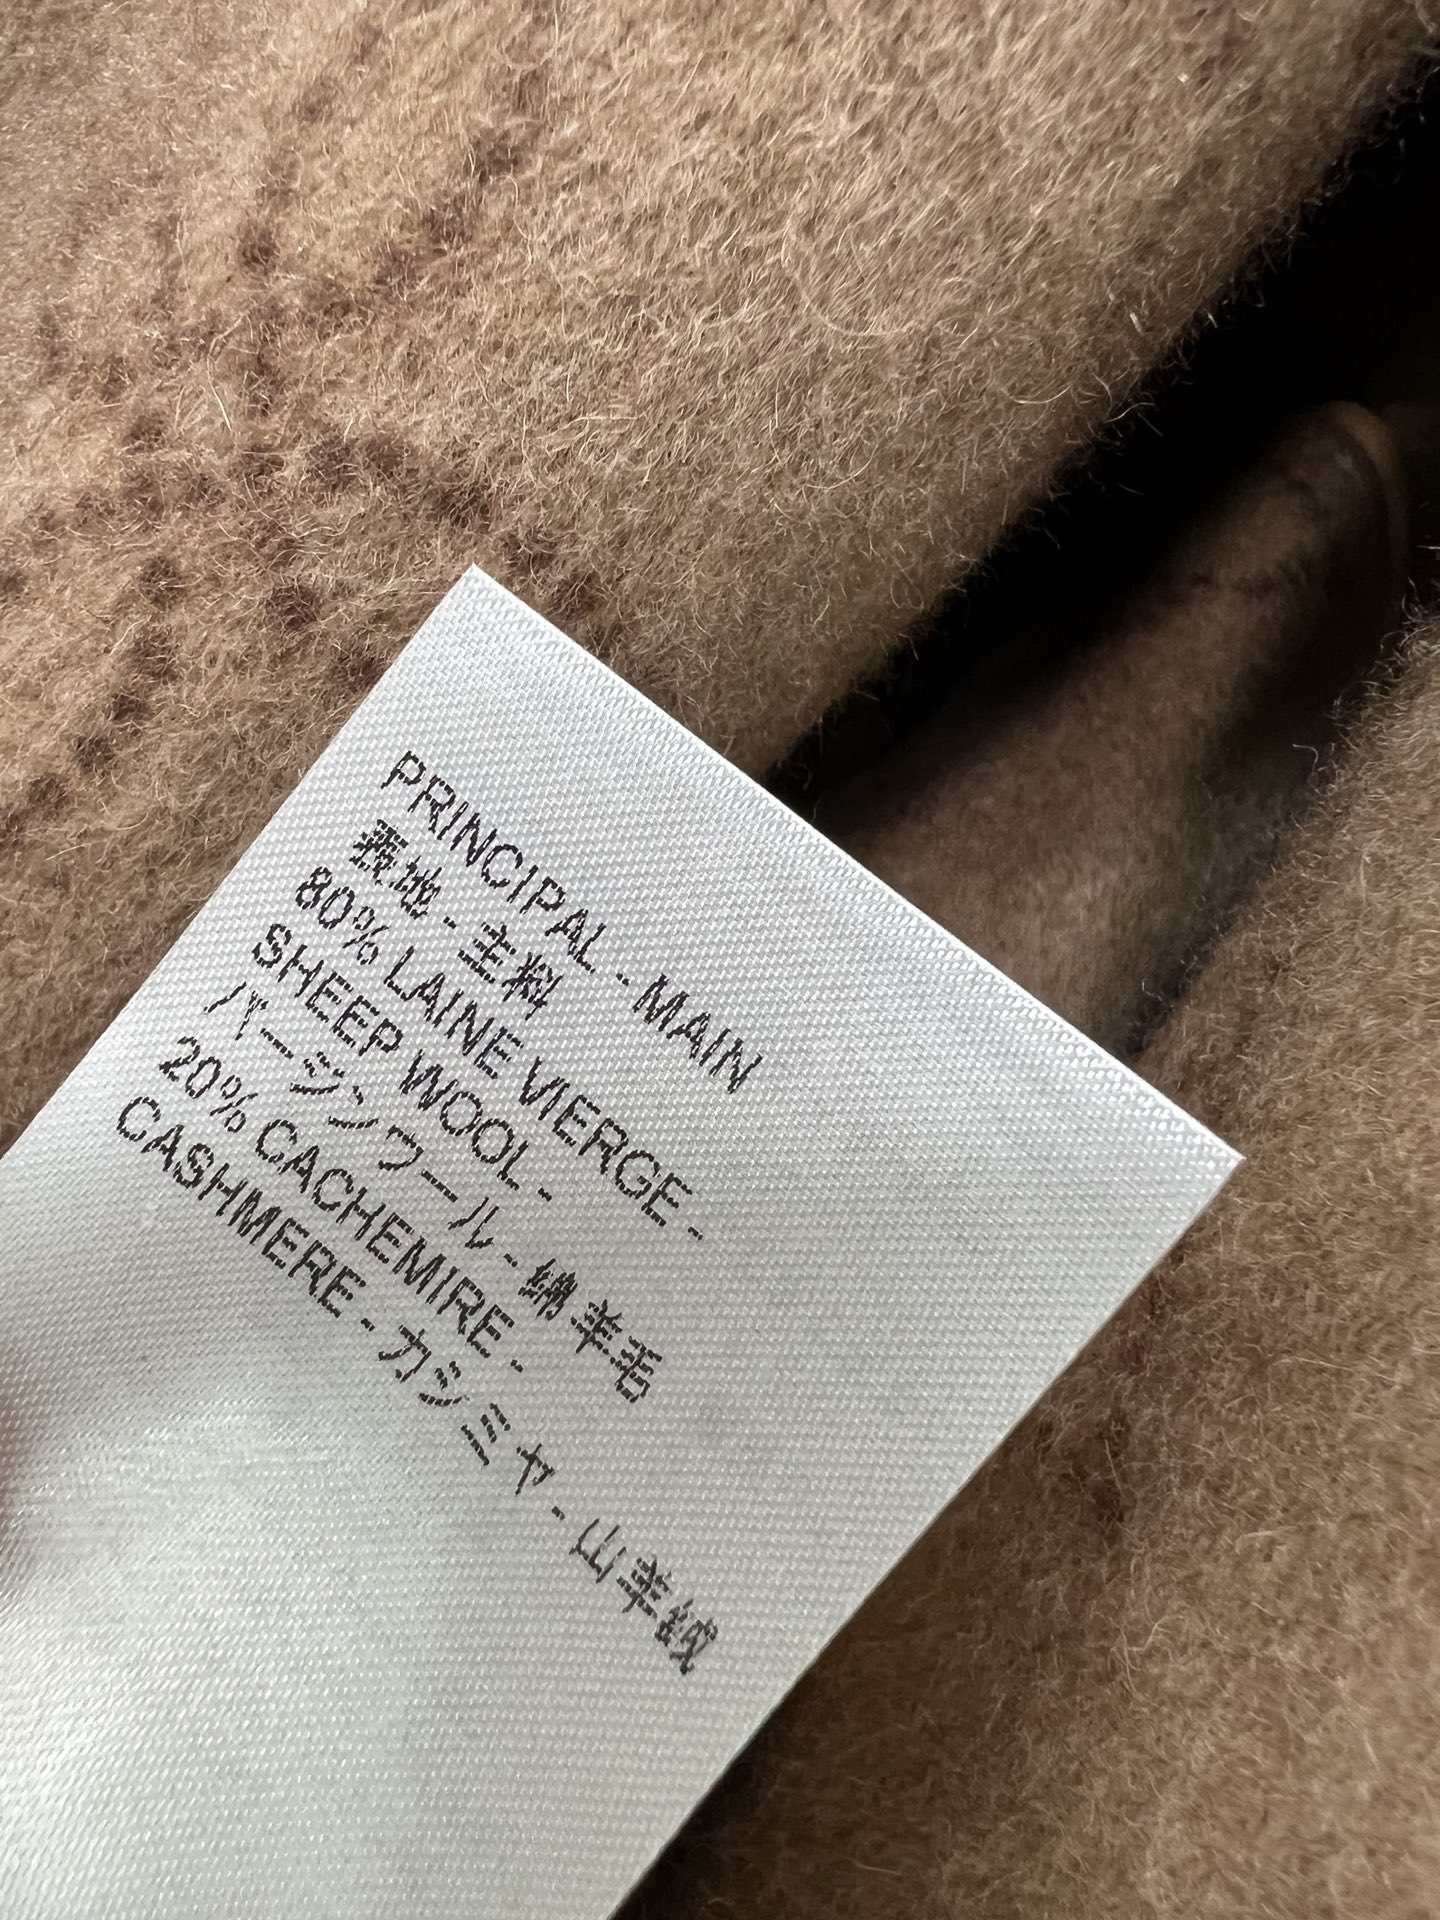 PRINCIPAL - MAIN
表地 - 主料
80% LAINE VIERGE -
SHEEP WOOL -
バージンウール - 绵羊毛
20% CACHEMIRE -
CASHMERE - カシミヤ - 山羊绒